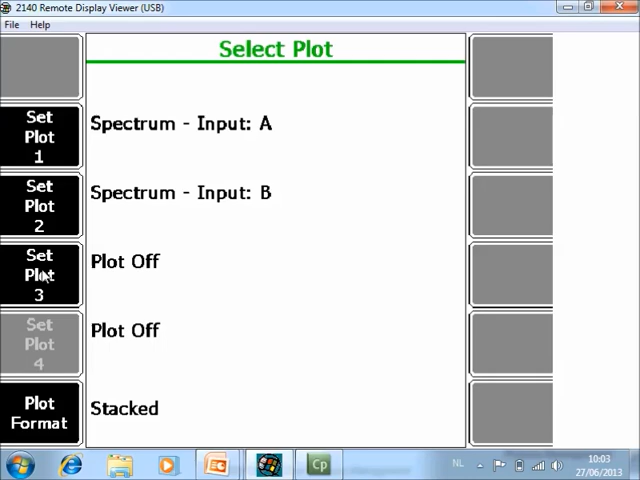 2140 Remote Display Viewer (USB)
File Help
Select Plot
Set
Plot
1
Spectrum - Input: A
Set
Plot
2
Spectrum - Input: B
Set
Plot
3
Plot Off
Set
Plot
4
Plot Off
Plot
Format
Stacked
Cp
NL
10:03
27/06/2013